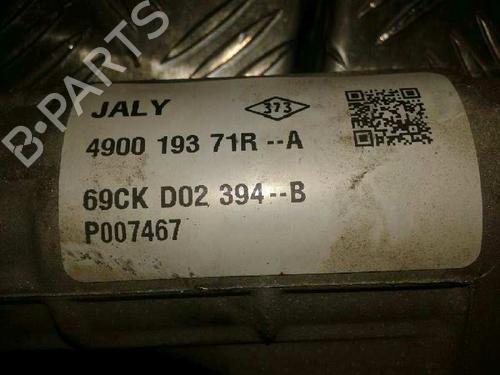 B-PARTS
JALY
373
4900 193 71R--A
69CK D02 394--B
P007467